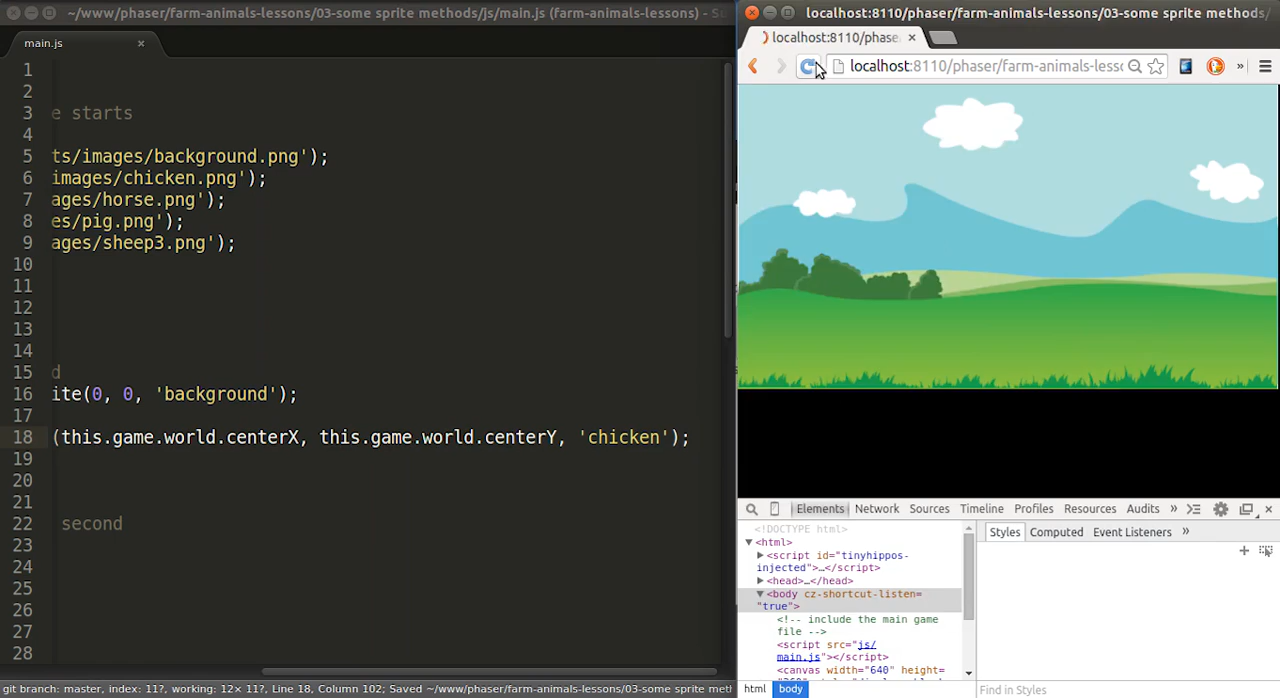 ~/www/phaser/farm-animals-lessons/03-some sprite methods/js/main.js (farm-animals-lessons) - Su
main.js
1
2
3 e starts
4
5 ts/images/background.png');
6 images/chicken.png');
7 ages/horse.png');
8 es/pig.png');
9 ages/sheep3.png');
10
11
12
13
14
15 d
16 ite(0, 0, 'background');
17
18 (this.game.world.centerX, this.game.world.centerY, 'chicken');
19
20
21
22 second
23
24
25
26
27
28
git branch: master, index: 11?, working: 12× 11?, Line 18, Column 102; Saved ~/www/phaser/farm-animals-lessons/03-some sprite met
localhost:8110/phaser/farm-animals-lessons/03-some sprite methods/
localhost:8110/phase
localhost:8110/phaser/farm-animals-lesso
Elements Network Sources Timeline Profiles Resources Audits »
<!DOCTYPE html>
▼<html>
▶<script id="tinyhippos-
injected">…</script>
▶<head>…</head>
▼<body cz-shortcut-listen=
"true">
<!-- include the main game
file -->
<script src="js/
main.js"></script>
<canvas width="640" height=
html body
Styles Computed Event Listeners »
Find in Styles